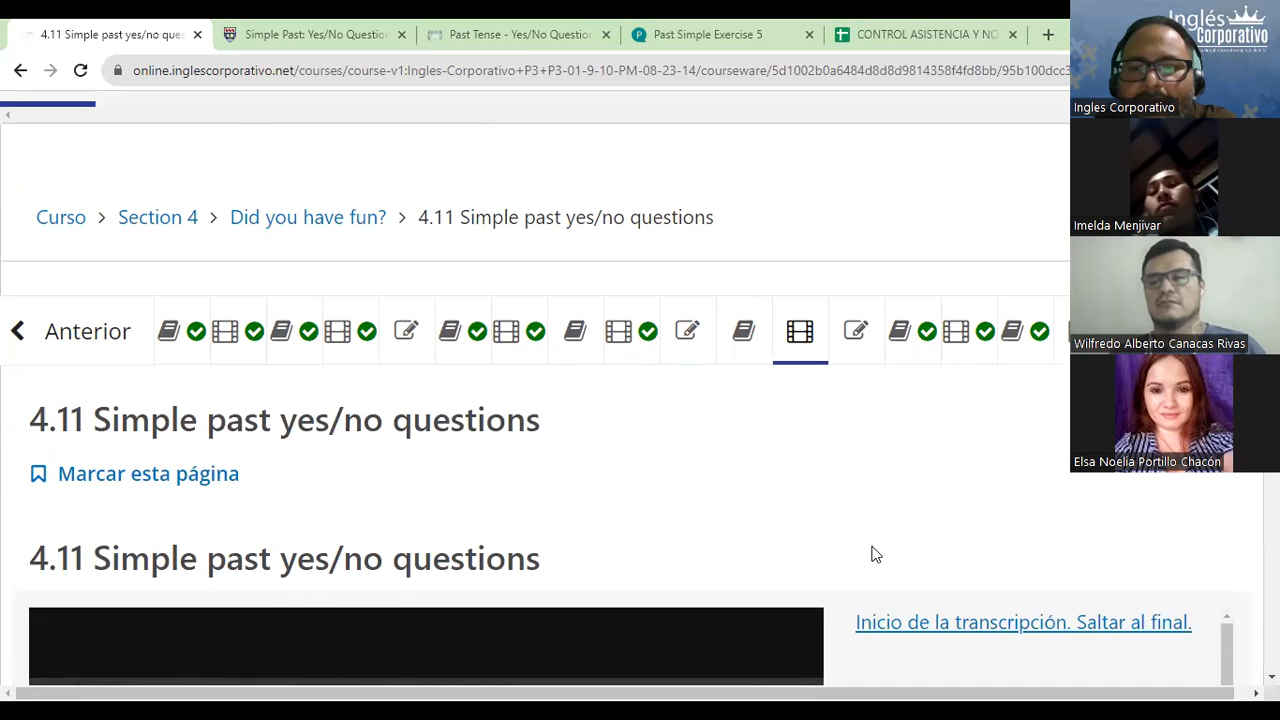 4.11 Simple past yes/no ques
Simple Past: Yes/No Question
Past Tense - Yes/No Question
Past Simple Exercise 5
CONTROL ASISTENCIA Y NO
online.inglescorporativo.net/courses/course-v1:Ingles-Corporativo+P3+P3-01-9-10-PM-08-23-14/courseware/5d1092b0a6484d8d8d9814358f4fd8bb/95b100dcc3
Inglés
Corporativo
Ingles Corporativo
Imelda Menjivar
Wilfredo Alberto Canacas Rivas
Elsa Noelia Portillo Chacón
Curso > Section 4 > Did you have fun? > 4.11 Simple past yes/no questions
Anterior
4.11 Simple past yes/no questions
Marcar esta página
4.11 Simple past yes/no questions
Inicio de la transcripción. Saltar al final.